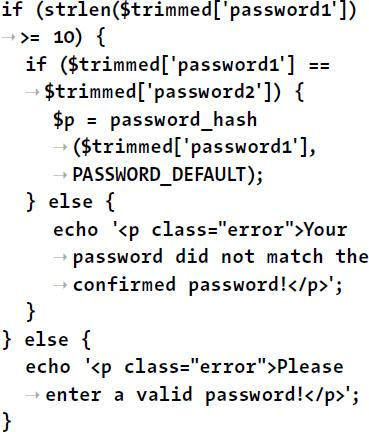 if (strlen($trimmed['password1'])
→ >= 10) {
if ($trimmed['password1'] ==
→ $trimmed['password2']) {
$p = password_hash
→ ($trimmed['password1'],
→ PASSWORD_DEFAULT);
} else {
echo '<p class="error">Your
→ password did not match the
→ confirmed password!</p>';
}
} else {
echo '<p class="error">Please
→ enter a valid password!</p>';
}